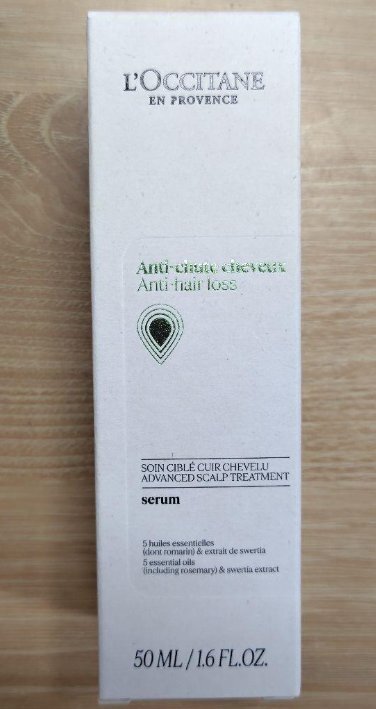 L'OCCITANE
EN PROVENCE
Anti-chute cheveux
Anti-hair loss
SOIN CIBLÉ CUIR CHEVELU
ADVANCED SCALP TREATMENT
serum
5 huiles essentielles
(dont romarin) & extrait de swertia
5 essential oils
(including rosemary) & swertia extract
50 ML / 1.6 FL.OZ.